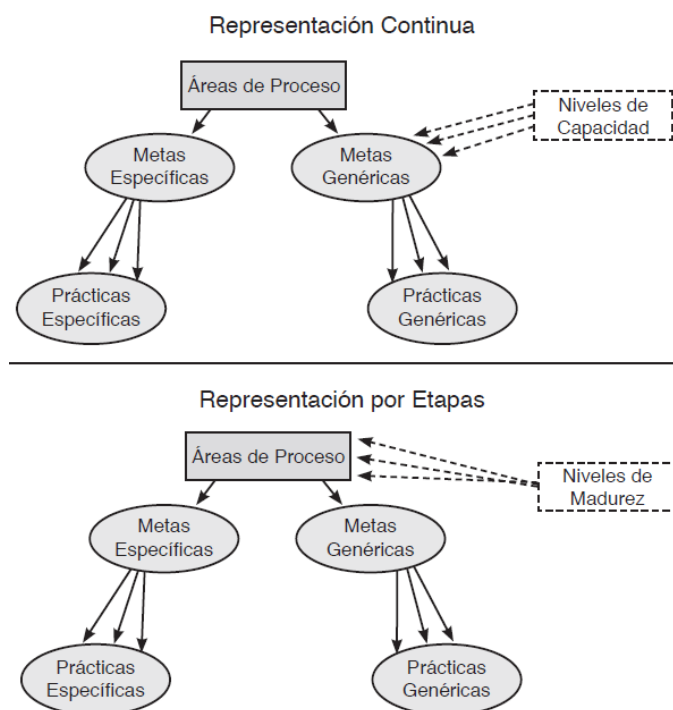 Representación Continua
Áreas de Proceso
Niveles de
Capacidad
Metas
Específicas
Metas
Genéricas
Prácticas
Específicas
Prácticas
Genéricas
Representación por Etapas
Áreas de Proceso
Niveles de
Madurez
Metas
Específicas
Metas
Genéricas
Prácticas
Específicas
Prácticas
Genéricas